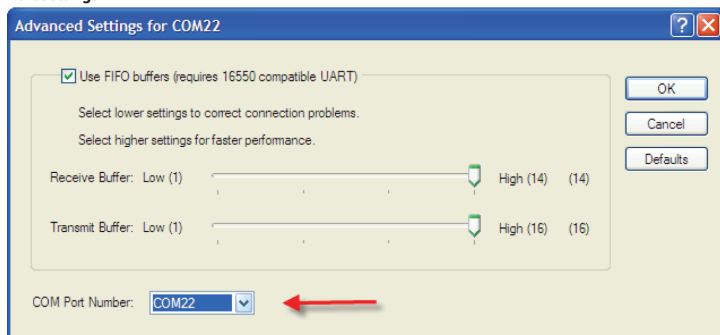 Advanced Settings for COM22
Use FIFO buffers (requires 16550 compatible UART)
OK
Select lower settings to correct connection problems.
Cancel
Select higher settings for faster performance.
Defaults
Receive Buffer: Low (1) High (14) (14)
Transmit Buffer: Low (1) High (16) (16)
COM Port Number: COM22